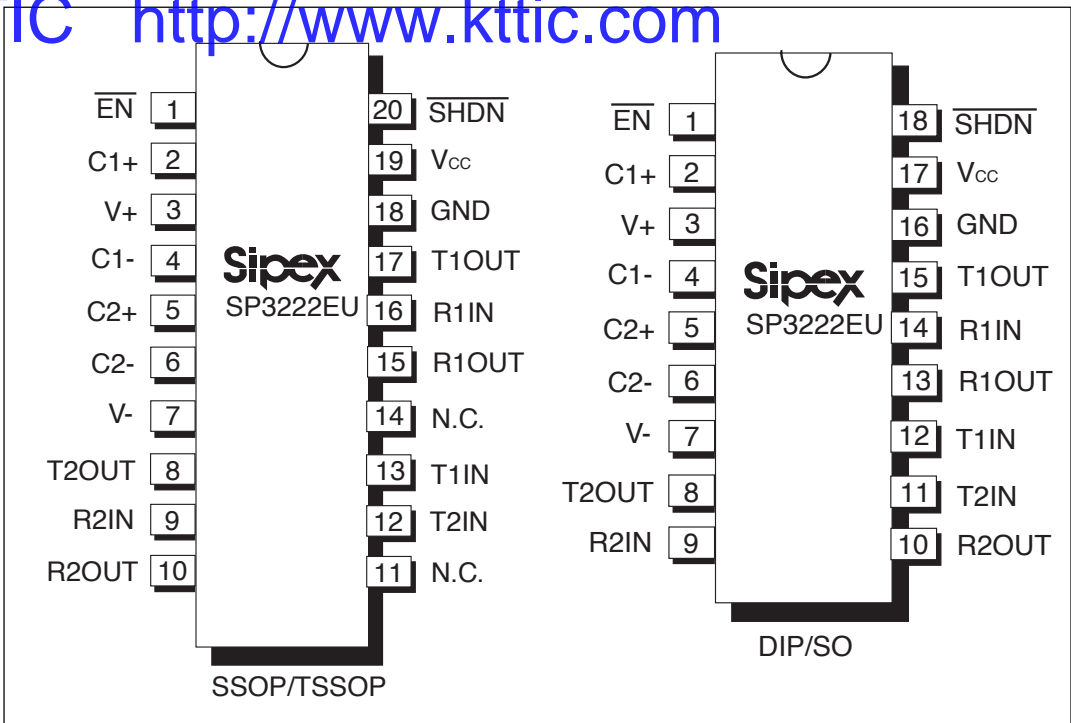 IC http://www.kttic.com
EN 1
C1+ 2
V+ 3
C1- 4
C2+ 5
C2- 6
V- 7
T2OUT 8
R2IN 9
R2OUT 10
20 SHDN
19 Vcc
18 GND
17 T1OUT
16 R1IN
15 R1OUT
14 N.C.
13 T1IN
12 T2IN
11 N.C.
Sipex
SP3222EU
SSOP/TSSOP
EN 1
C1+ 2
V+ 3
C1- 4
C2+ 5
C2- 6
V- 7
T2OUT 8
R2IN 9
18 SHDN
17 Vcc
16 GND
15 T1OUT
14 R1IN
13 R1OUT
12 T1IN
11 T2IN
10 R2OUT
Sipex
SP3222EU
DIP/SO